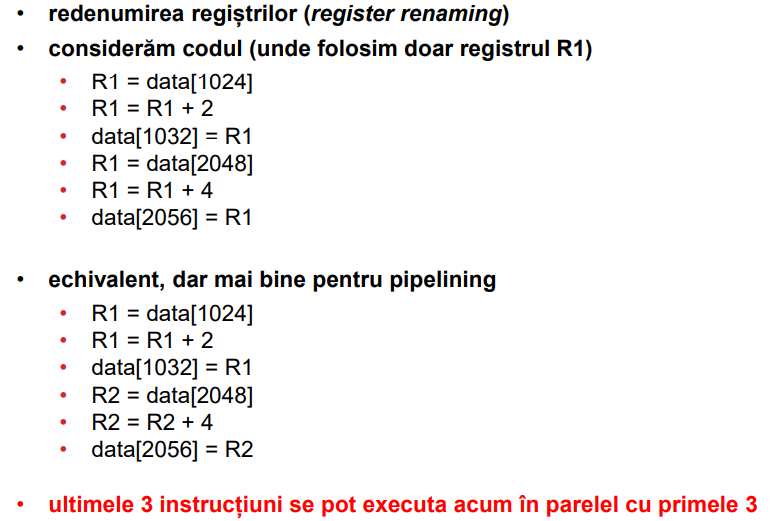 • redenumirea regiștrilor (register renaming)
• considerăm codul (unde folosim doar registrul R1)
• R1 = data[1024]
• R1 = R1 + 2
• data[1032] = R1
• R1 = data[2048]
• R1 = R1 + 4
• data[2056] = R1
• echivalent, dar mai bine pentru pipelining
• R1 = data[1024]
• R1 = R1 + 2
• data[1032] = R1
• R2 = data[2048]
• R2 = R2 + 4
• data[2056] = R2
• ultimele 3 instrucțiuni se pot executa acum în parelel cu primele 3